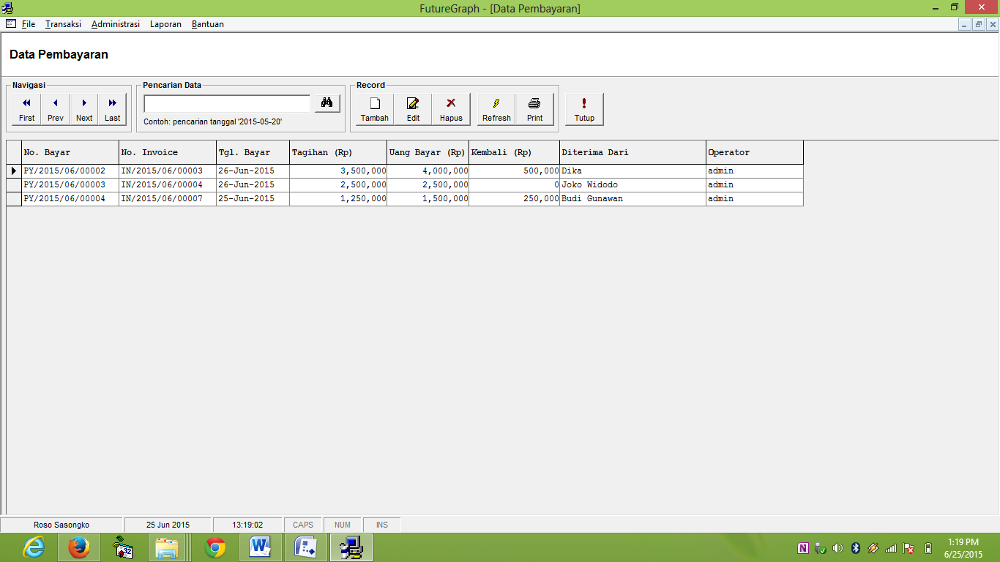 FutureGraph - [Data Pembayaran]
File Transaksi Administrasi Laporan Bantuan
Data Pembayaran
Navigasi
First Prev Next Last
Pencarian Data
Contoh: pencarian tanggal '2015-05-20'
Record
Tambah Edit Hapus Refresh Print Tutup
No. Bayar No. Invoice Tgl. Bayar Tagihan (Rp) Uang Bayar (Rp) Kembali (Rp) Diterima Dari Operator
PY/2015/06/00002 IN/2015/06/00003 26-Jun-2015 3,500,000 4,000,000 500,000 Dika admin
PY/2015/06/00003 IN/2015/06/00004 26-Jun-2015 2,500,000 2,500,000 0 Joko Widodo admin
PY/2015/06/00004 IN/2015/06/00007 25-Jun-2015 1,250,000 1,500,000 250,000 Budi Gunawan admin
Roso Sasongko 25 Jun 2015 13:19:02 CAPS NUM INS
32
1:19 PM
6/25/2015